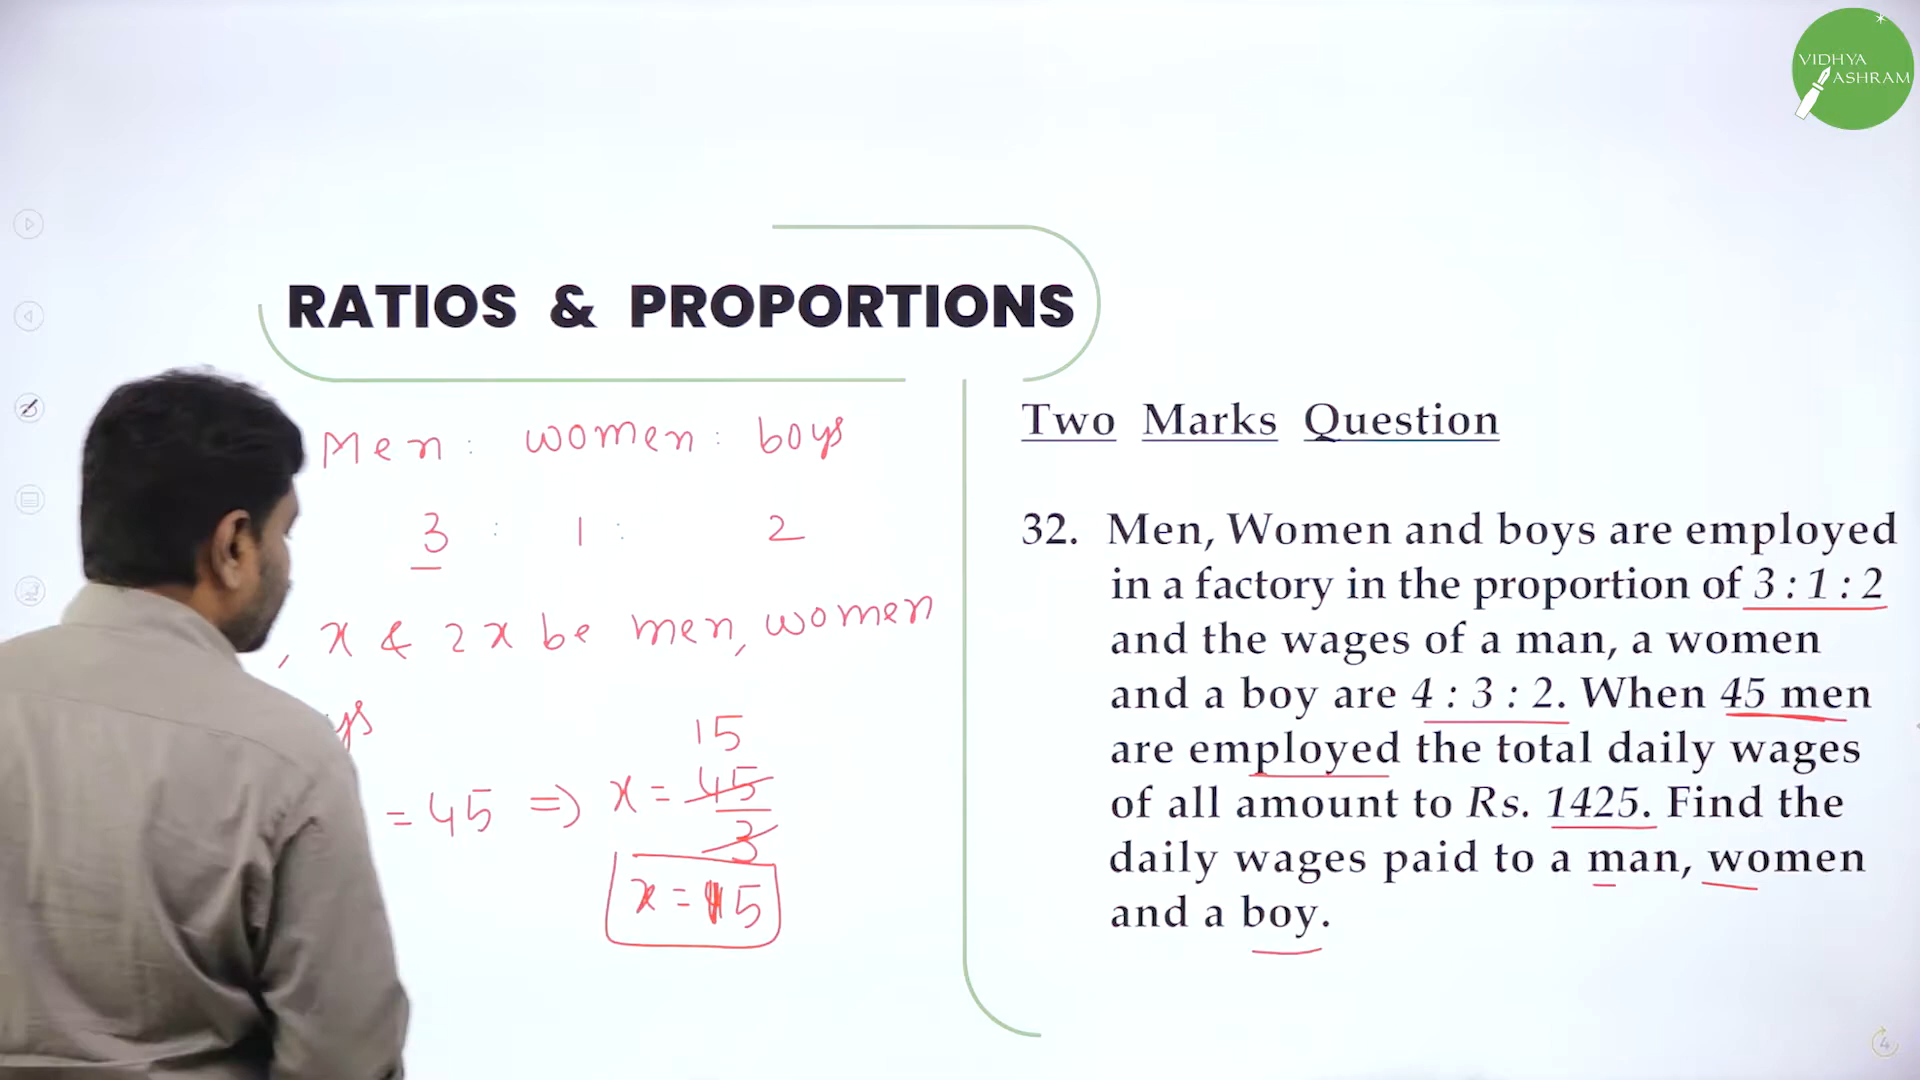 VIDHYA
ASHRAM
RATIOS & PROPORTIONS
Men : women : boys
3 : 1 : 2
, x & 2x be men, women
= 45 => x = 45/3
15
x = 15
Two Marks Question
32. Men, Women and boys are employed
in a factory in the proportion of 3 : 1 : 2
and the wages of a man, a women
and a boy are 4 : 3 : 2. When 45 men
are employed the total daily wages
of all amount to Rs. 1425. Find the
daily wages paid to a man, women
and a boy.
4